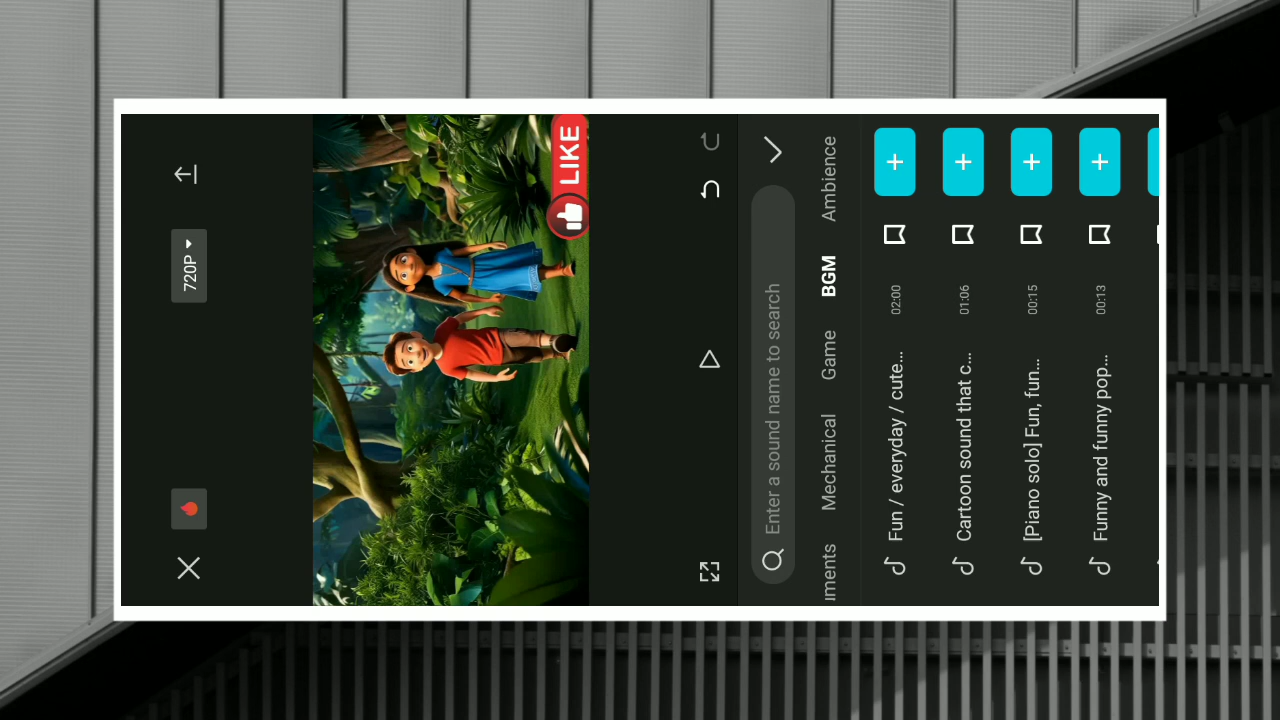 720P
LIKE
Enter a sound name to search
uments Mechanical Game BGM Ambience
Fun / everyday / cute... 02:00 +
Cartoon sound that c... 01:06 +
[Piano solo] Fun, fun... 00:15 +
Funny and funny pop... 00:13 +